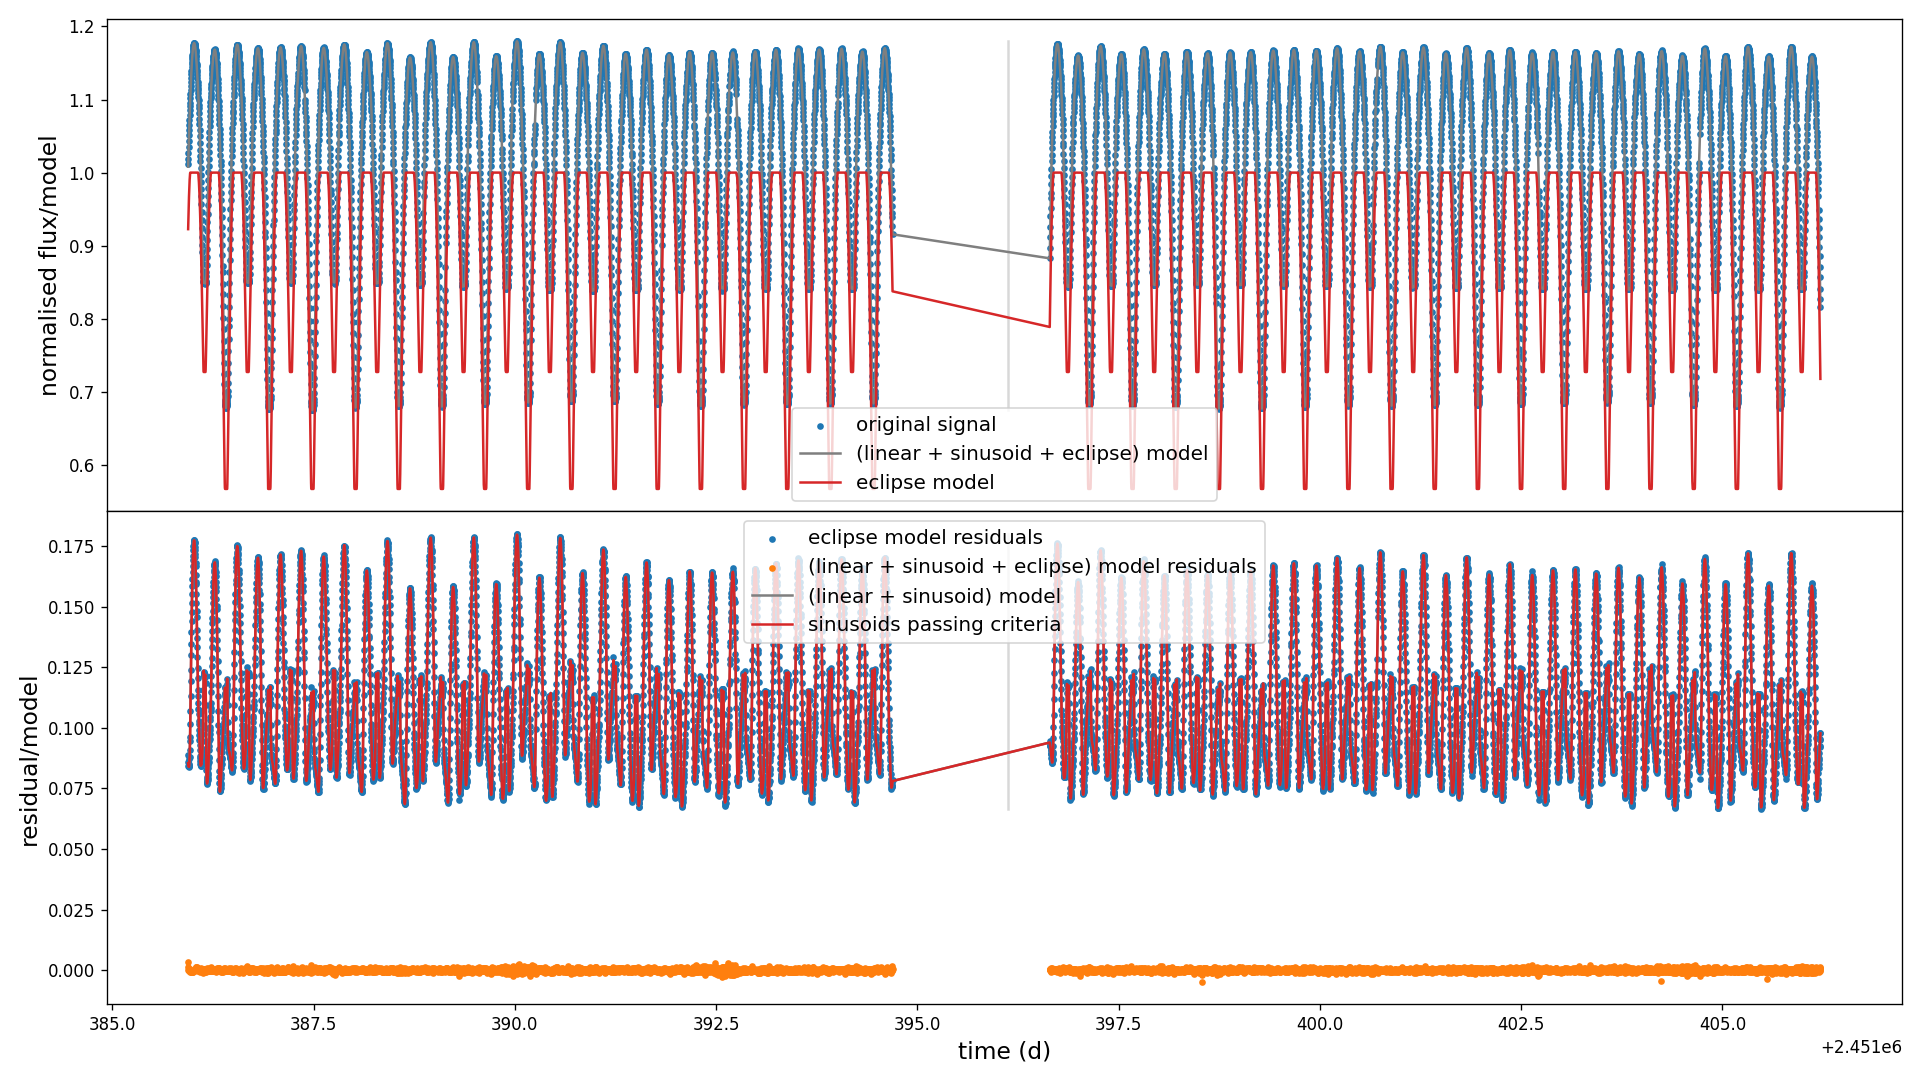 1.2
1.1
1.0
0.9
0.8
0.7
0.6
normalised flux/model
original signal
(linear + sinusoid + eclipse) model
eclipse model
0.175
0.150
0.125
0.100
0.075
0.050
0.025
0.000
residual/model
eclipse model residuals
(linear + sinusoid + eclipse) model residuals
(linear + sinusoid) model
sinusoids passing criteria
385.0 387.5 390.0 392.5 395.0 397.5 400.0 402.5 405.0
time (d)
+2.451e6